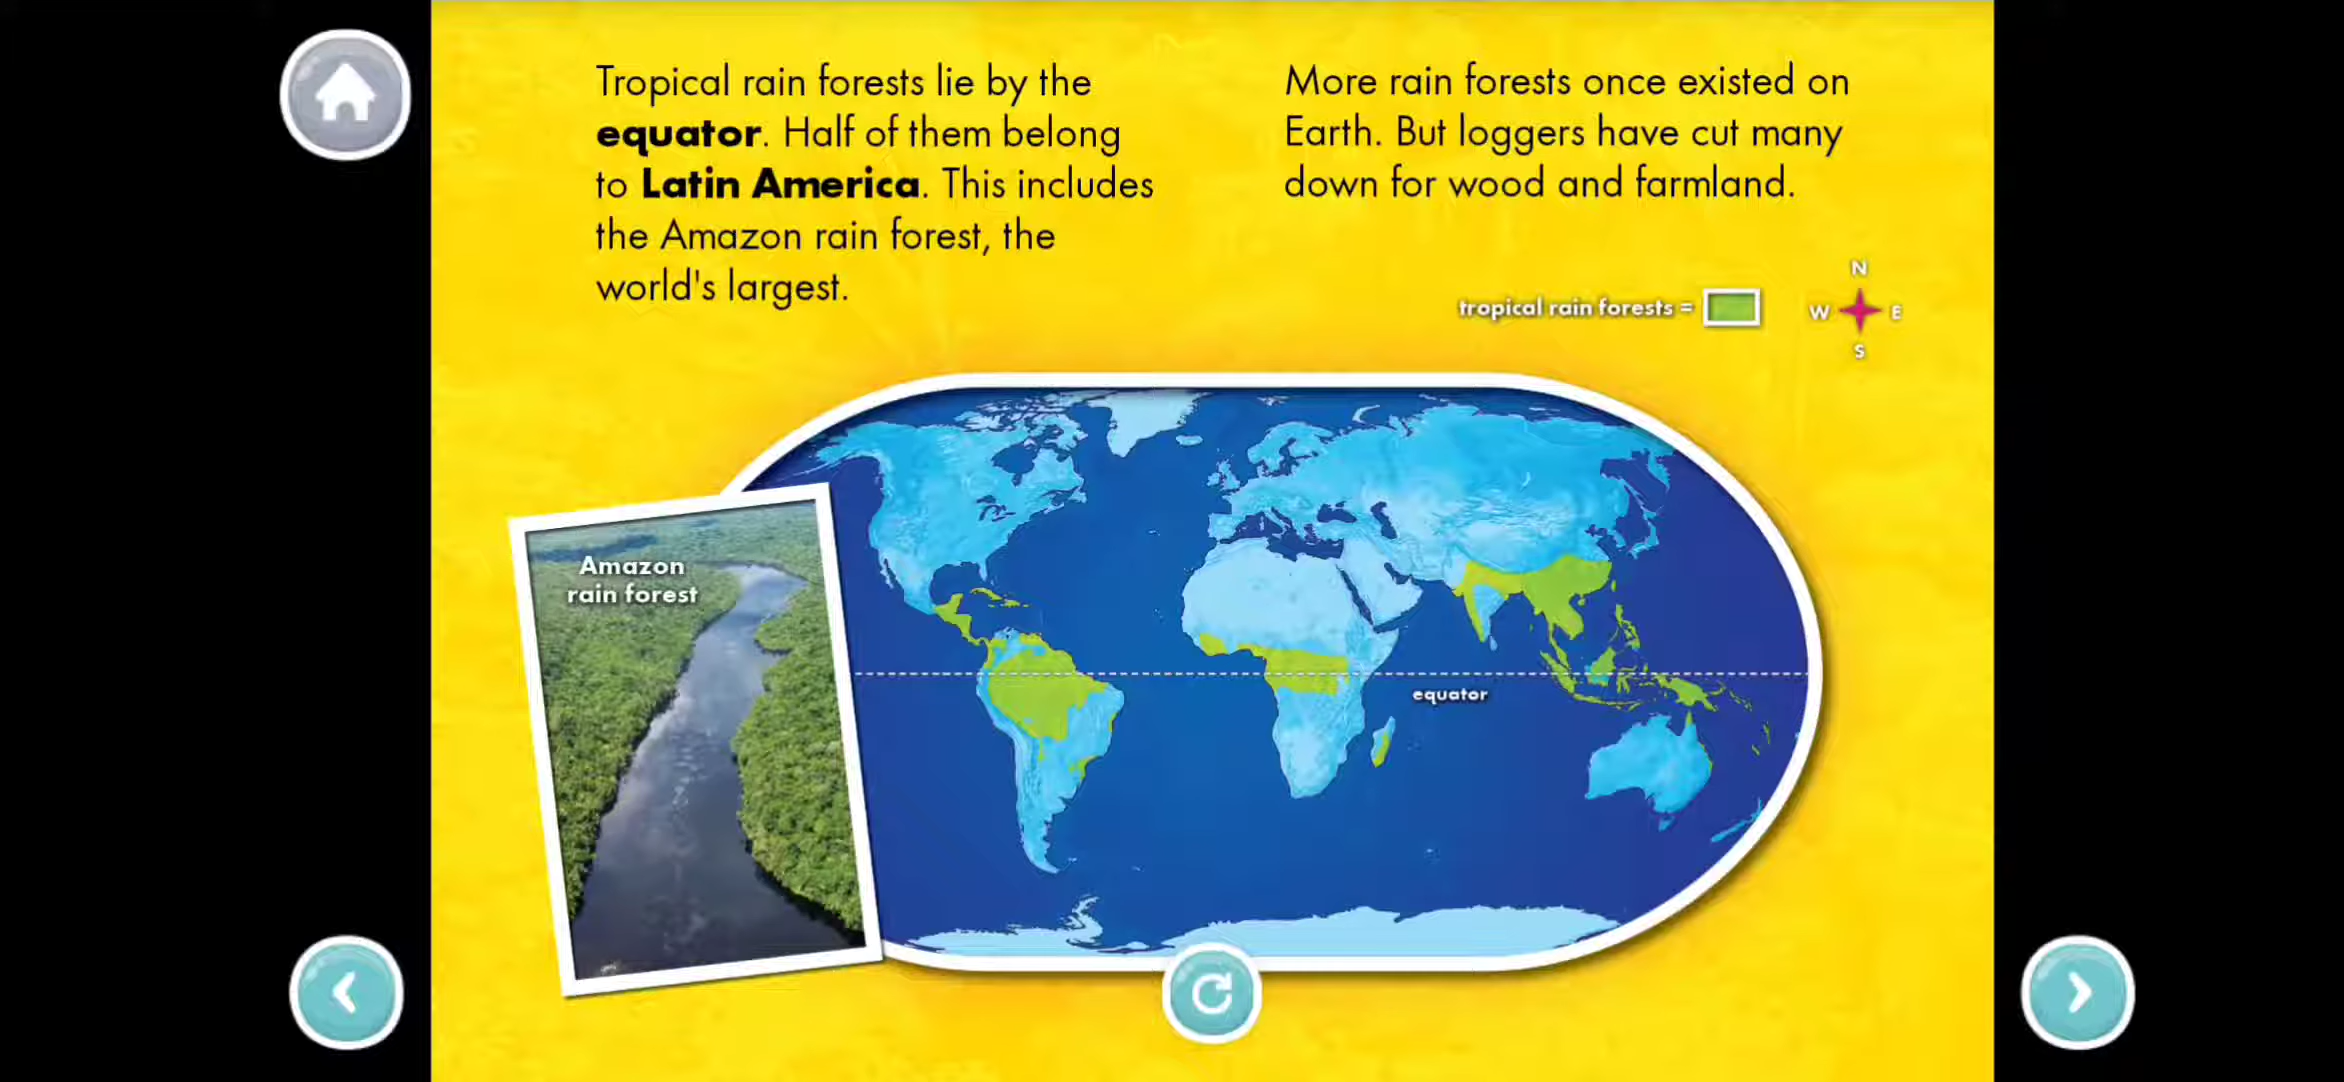 Tropical rain forests lie by the
equator. Half of them belong
to Latin America. This includes
the Amazon rain forest, the
world's largest.
More rain forests once existed on
Earth. But loggers have cut many
down for wood and farmland.
tropical rain forests =
N
W E
S
Amazon
rain forest
equator